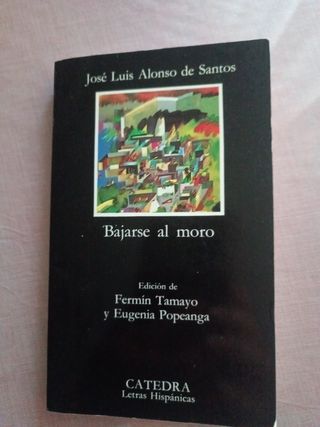 José Luis Alonso de Santos
Bajarse al moro
Edición de
Fermín Tamayo
y Eugenia Popeanga
CATEDRA
Letras Hispánicas